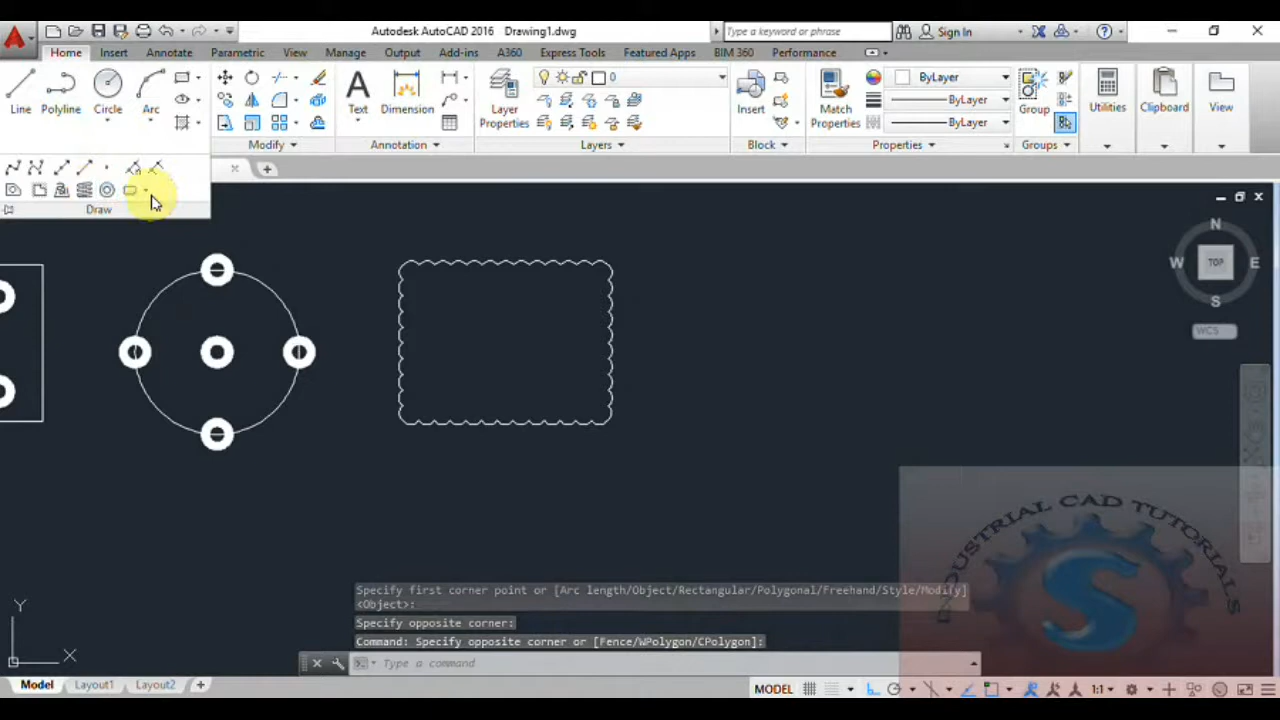 Autodesk AutoCAD 2016 Drawing1.dwg
Type a keyword or phrase
Sign In
Home Insert Annotate Parametric View Manage Output Add-ins A360 Express Tools Featured Apps BIM 360 Performance
Line Polyline Circle Arc
Text Dimension
Layer Properties
0
Insert
Match Properties
ByLayer
ByLayer
ByLayer
Group
Utilities Clipboard View
Modify Annotation Layers Block Properties Groups
Draw
N
W TOP E
S
WCS
INDUSTRIAL CAD TUTORIALS
S
Specify first corner point or [Arc length/Object/Rectangular/Polygonal/Freehand/Style/Modify]
<Object>:
Specify opposite corner:
Command: Specify opposite corner or [Fence/WPolygon/CPolygon]:
Type a command
Y
X
Model Layout1 Layout2 +
MODEL 1:1